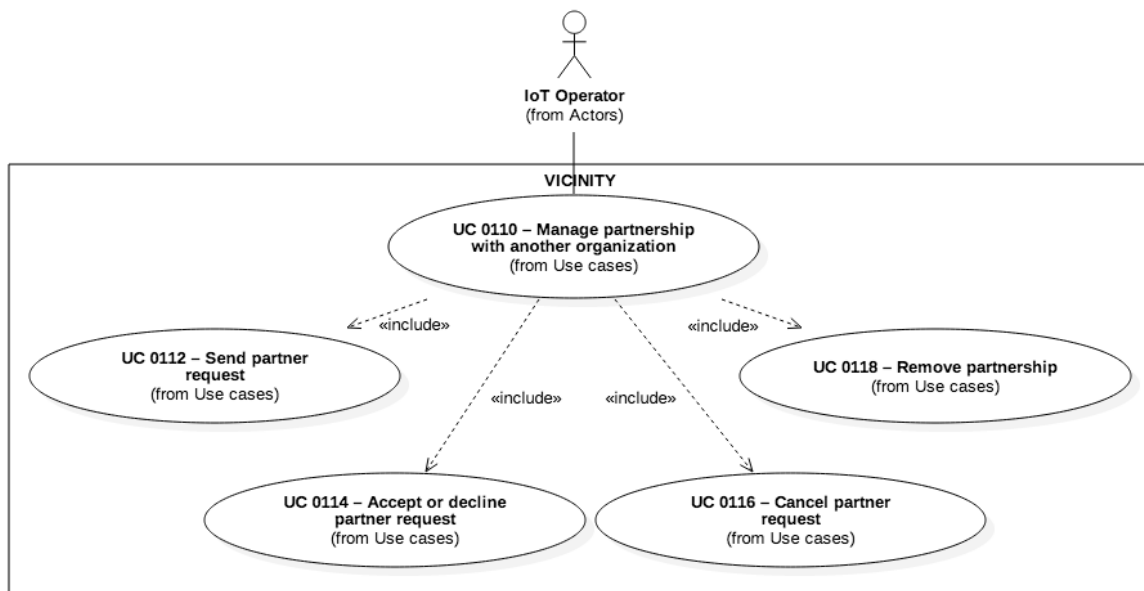 IoT Operator
(from Actors)
VICINITY
UC 0110 – Manage partnership
with another organization
(from Use cases)
«include»
«include»
UC 0112 – Send partner
request
(from Use cases)
UC 0118 – Remove partnership
(from Use cases)
«include»
«include»
UC 0114 – Accept or decline
partner request
(from Use cases)
UC 0116 – Cancel partner
request
(from Use cases)